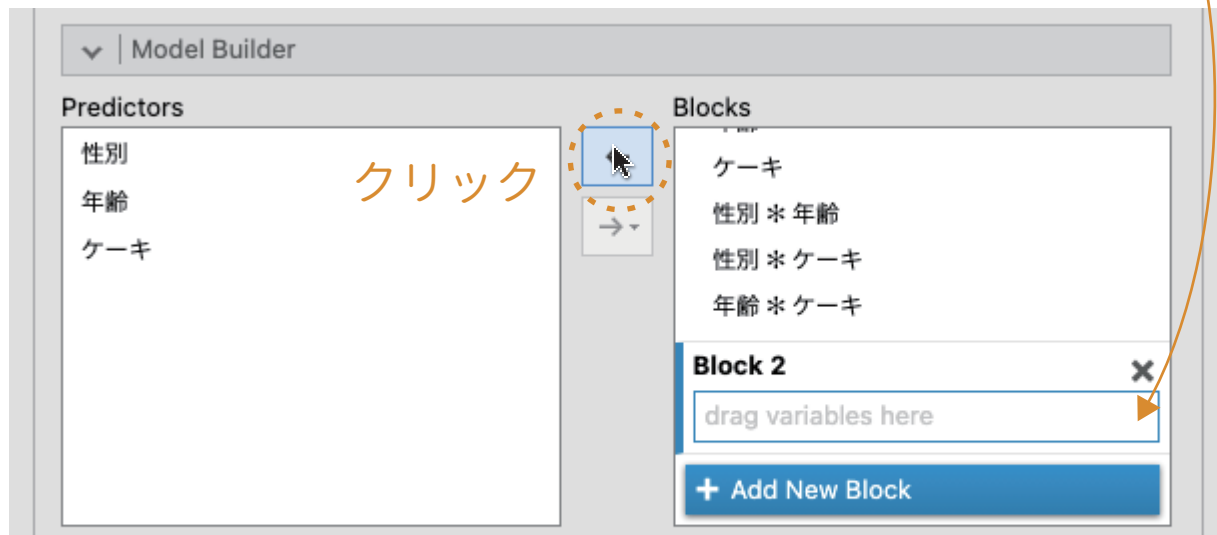 Model Builder
Predictors
Blocks
性別
年齢
ケーキ
クリック
ケーキ
性別 ＊ 年齢
性別 ＊ ケーキ
年齢 ＊ ケーキ
Block 2
drag variables here
Add New Block